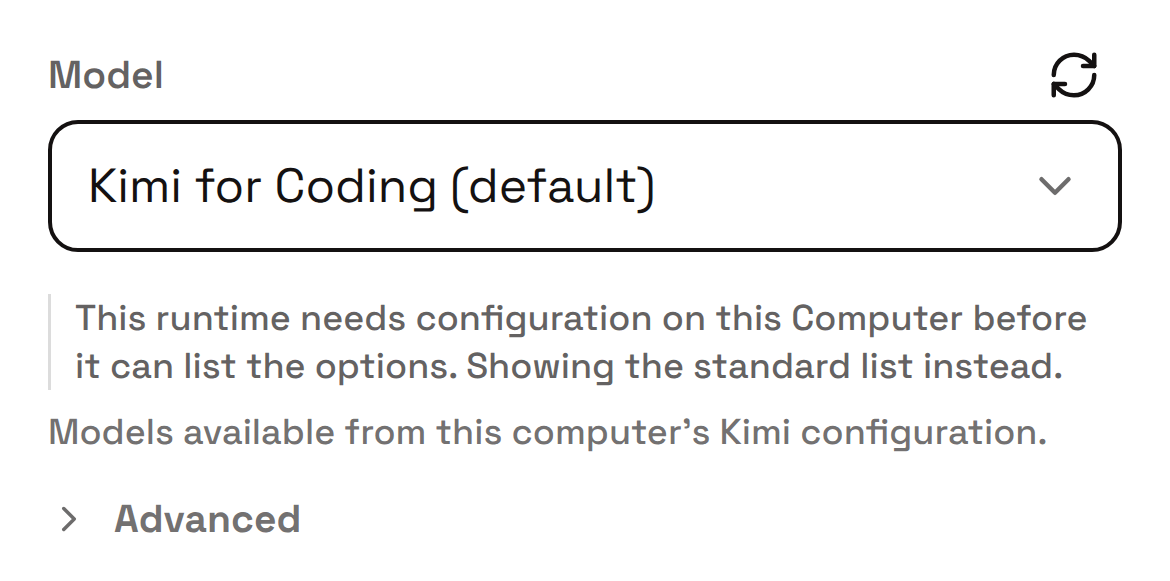 Model
Kimi for Coding (default)
This runtime needs configuration on this Computer before
it can list the options. Showing the standard list instead.
Models available from this computer’s Kimi configuration.
Advanced